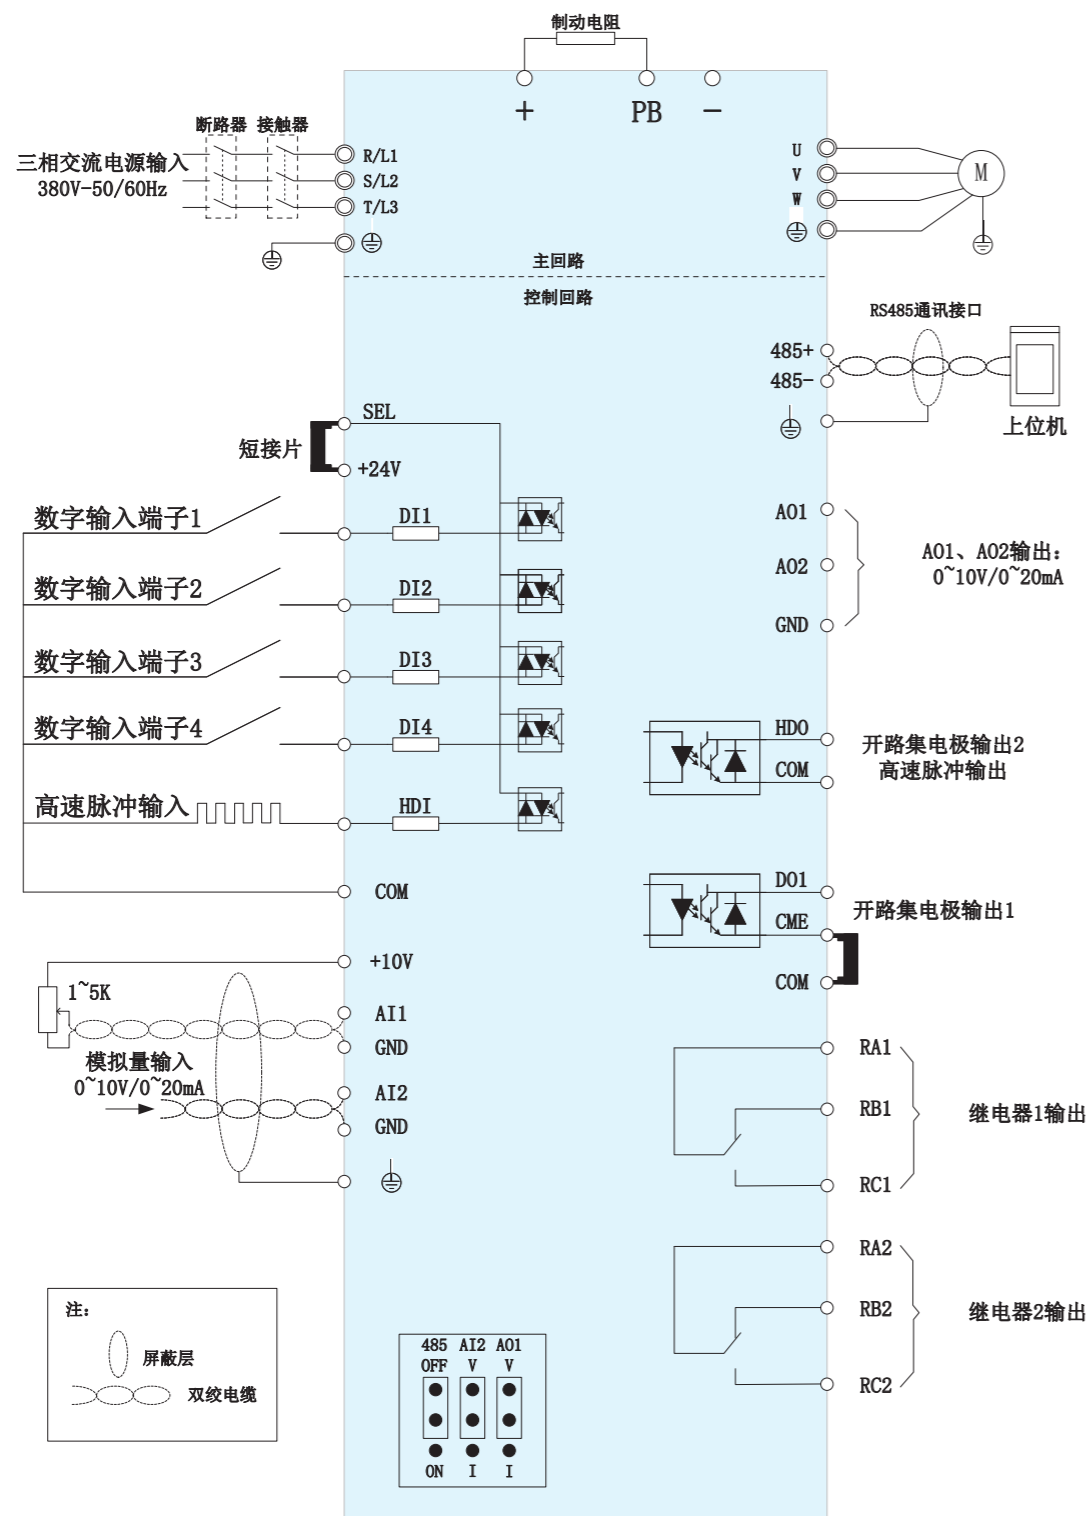 制动电阻
+ PB −
断路器 接触器
三相交流电源输入
380V-50/60Hz
R/L1
S/L2
T/L3
U
V
W
M
主回路
控制回路
RS485通讯接口
485+
485-
上位机
SEL
短接片
+24V
数字输入端子1
DI1
数字输入端子2
DI2
数字输入端子3
DI3
数字输入端子4
DI4
高速脉冲输入
HDI
COM
AO1
AO2
GND
AO1、AO2输出:
0~10V/0~20mA
HDO
COM
开路集电极输出2
高速脉冲输出
DO1
CME
COM
开路集电极输出1
+10V
1~5K
AI1
GND
模拟量输入
0~10V/0~20mA
AI2
GND
RA1
RB1
RC1
继电器1输出
RA2
RB2
RC2
继电器2输出
注:
屏蔽层
双绞电缆
485 AI2 AO1
OFF V V
ON I I